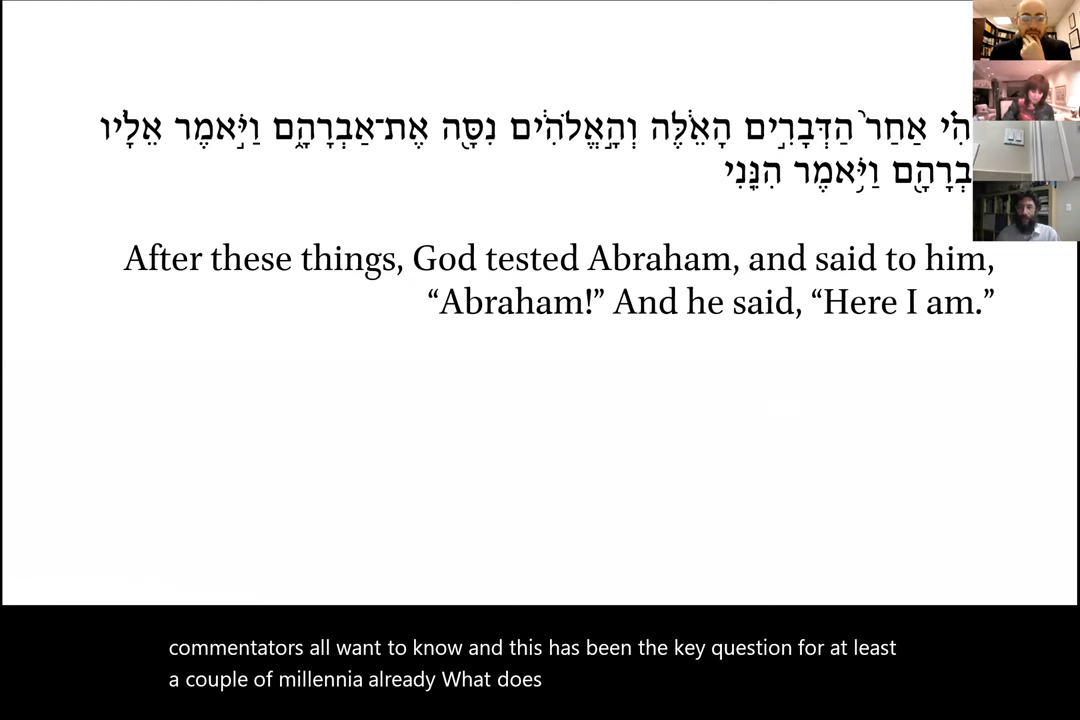 אַחַר֙ הַדְּבָרִ֣ים הָאֵ֔לֶּה וְהָ֣אֱלֹהִ֔ים נִסָּ֖ה אֶת־אַבְרָהָ֑ם וַיֹּ֣אמֶר אֵלָ֔יו
וַיֹּ֥אמֶר הִנֵּֽנִי
After these things, God tested Abraham, and said to him,
“Abraham!” And he said, “Here I am.”
commentators all want to know and this has been the key question for at least
a couple of millennia already What does